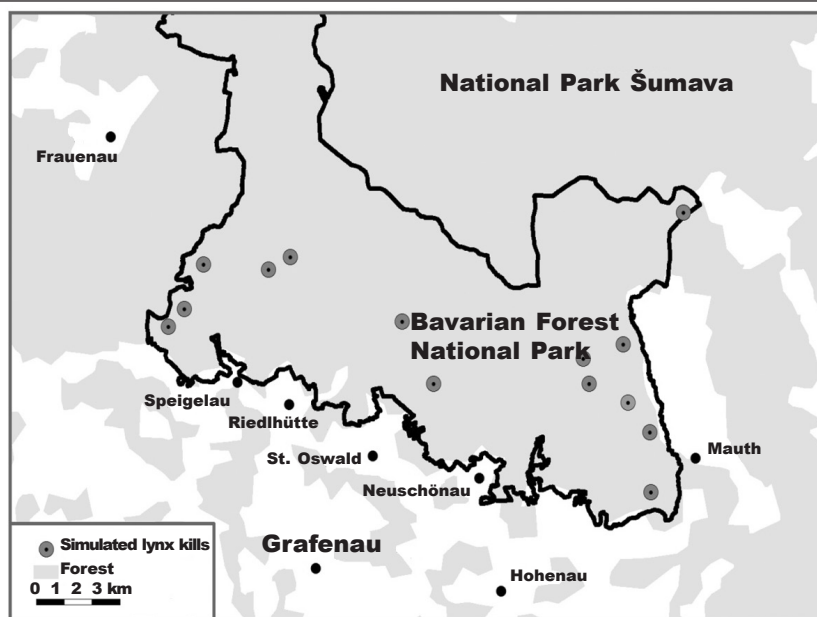 National Park Šumava
Frauenau
Bavarian Forest
National Park
Speigelau
Riedlhütte
St. Oswald
Mauth
Neuschönau
Grafenau
Hohenau
Simulated lynx kills
Forest
0 1 2 3 km